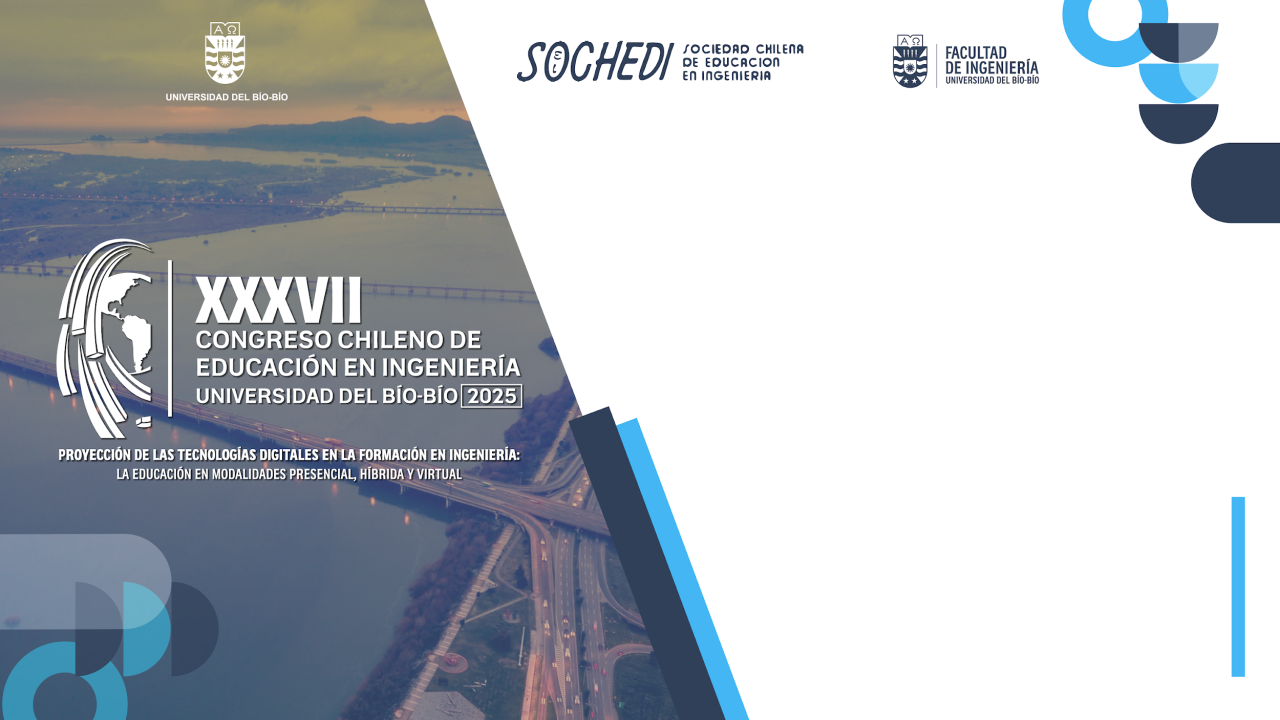 UNIVERSIDAD DEL BÍO-BÍO
SOCHEDI
SOCIEDAD CHILENA
DE EDUCACION
EN INGENIERIA
FACULTAD
DE INGENIERÍA
UNIVERSIDAD DEL BÍO-BÍO
XXXVII
CONGRESO CHILENO DE
EDUCACIÓN EN INGENIERÍA
UNIVERSIDAD DEL BÍO-BÍO 2025
PROYECCIÓN DE LAS TECNOLOGÍAS DIGITALES EN LA FORMACIÓN EN INGENIERÍA:
LA EDUCACIÓN EN MODALIDADES PRESENCIAL, HÍBRIDA Y VIRTUAL